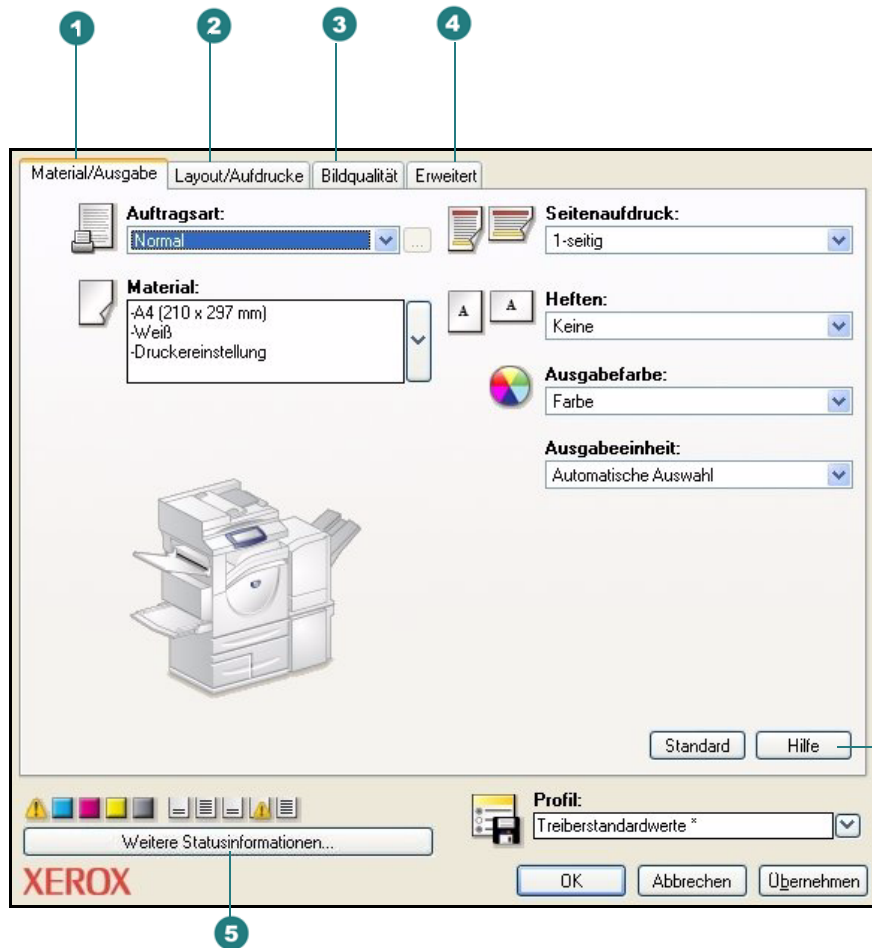 1 2 3 4
Material/Ausgabe Layout/Aufdrucke Bildqualität Erweitert
Auftragsart:
Normal ...
Seitenaufdruck:
1-seitig
Material:
-A4 (210 x 297 mm)
-Weiß
-Druckereinstellung
A A
Heften:
Keine
Ausgabefarbe:
Farbe
Ausgabeeinheit:
Automatische Auswahl
Standard Hilfe
Weitere Statusinformationen...
Profil:
Treiberstandardwerte *
XEROX
OK Abbrechen Übernehmen
5